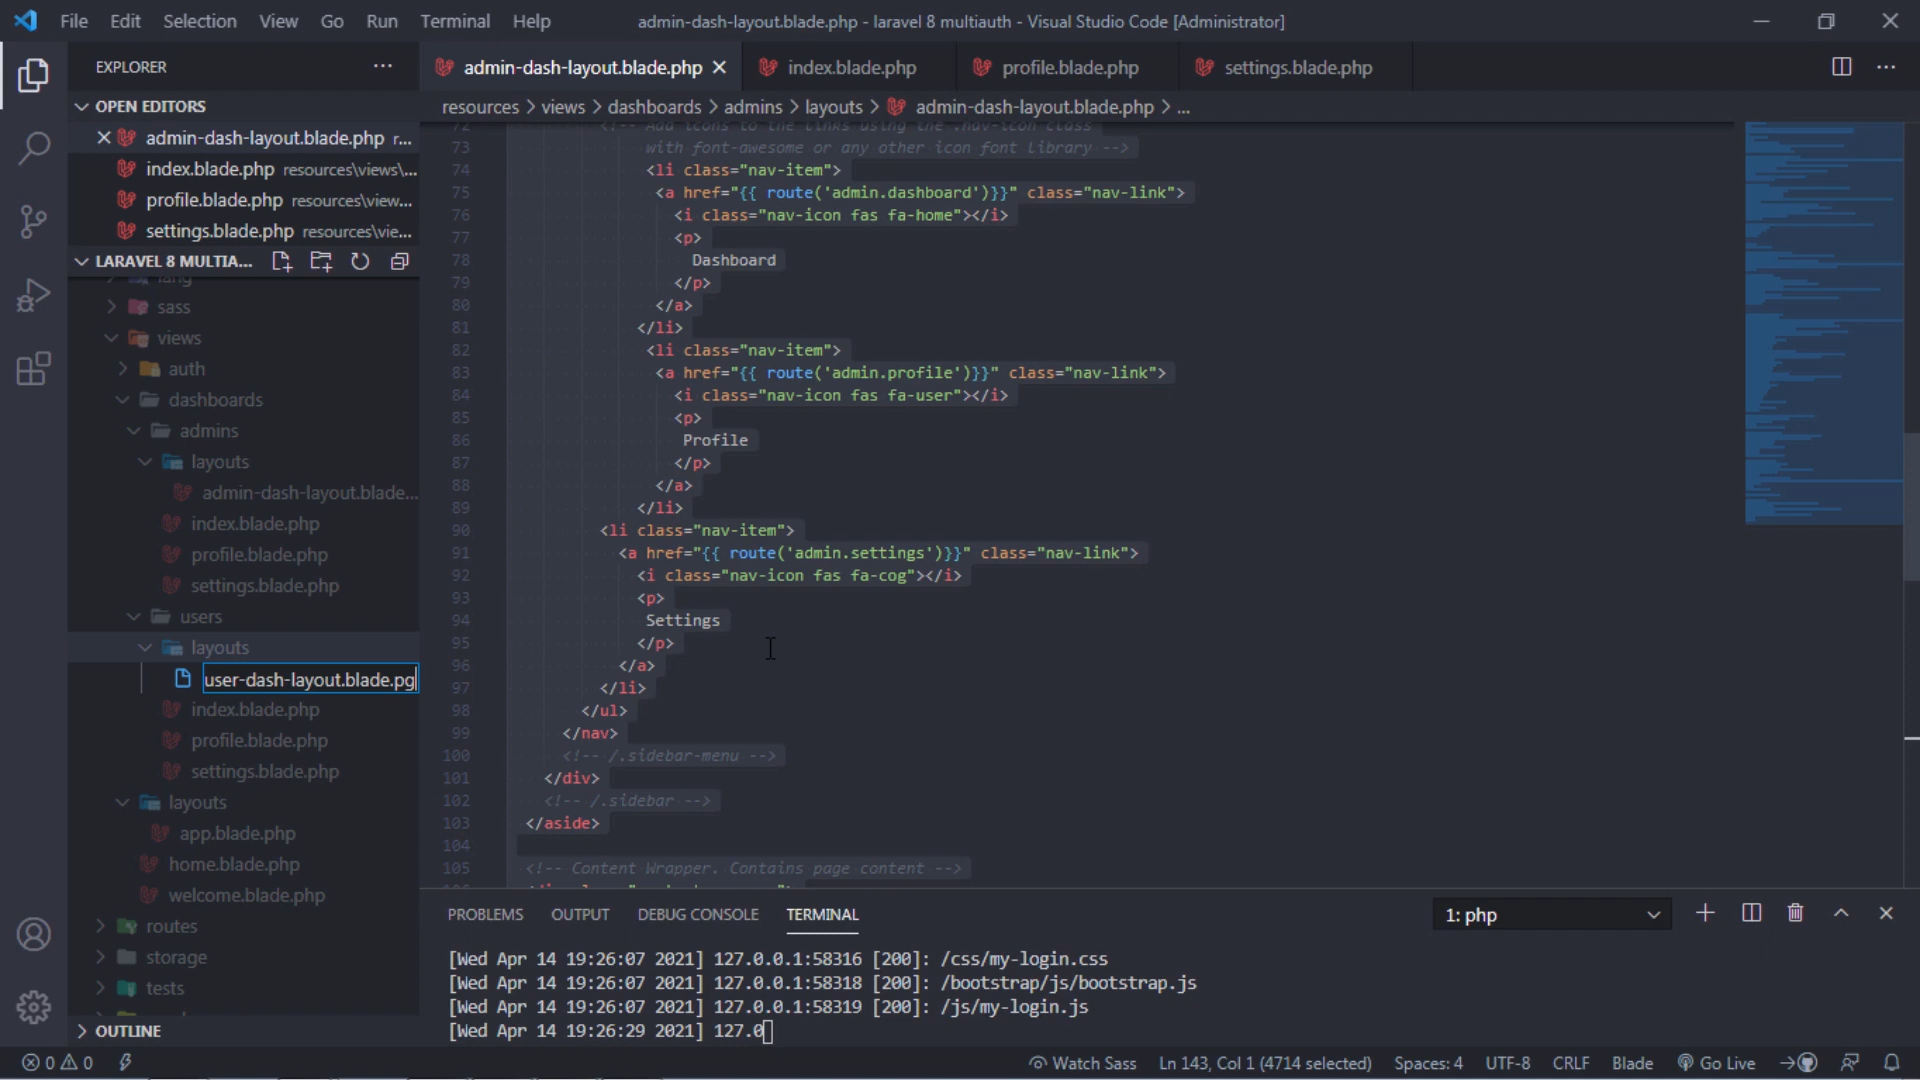 File Edit Selection View Go Run Terminal Help
admin-dash-layout.blade.php - laravel 8 multiauth - Visual Studio Code [Administrator]
EXPLORER
admin-dash-layout.blade.php
index.blade.php
profile.blade.php
settings.blade.php
OPEN EDITORS
admin-dash-layout.blade.php r...
index.blade.php resources\views\...
profile.blade.php resources\view...
settings.blade.php resources\vie...
LARAVEL 8 MULTIA...
lang
sass
views
auth
dashboards
admins
layouts
admin-dash-layout.blade...
index.blade.php
profile.blade.php
settings.blade.php
users
layouts
user-dash-layout.blade.pg
index.blade.php
profile.blade.php
settings.blade.php
layouts
app.blade.php
home.blade.php
welcome.blade.php
routes
storage
tests
OUTLINE
resources > views > dashboards > admins > layouts > admin-dash-layout.blade.php > ...
72 <!-- Add icons to the links using the .nav-icon class
73 with font-awesome or any other icon font library -->
74 <li class="nav-item">
75 <a href="{{ route('admin.dashboard')}}" class="nav-link">
76 <i class="nav-icon fas fa-home"></i>
77 <p>
78 Dashboard
79 </p>
80 </a>
81 </li>
82 <li class="nav-item">
83 <a href="{{ route('admin.profile')}}" class="nav-link">
84 <i class="nav-icon fas fa-user"></i>
85 <p>
86 Profile
87 </p>
88 </a>
89 </li>
90 <li class="nav-item">
91 <a href="{{ route('admin.settings')}}" class="nav-link">
92 <i class="nav-icon fas fa-cog"></i>
93 <p>
94 Settings
95 </p>
96 </a>
97 </li>
98 </ul>
99 </nav>
100 <!-- /.sidebar-menu -->
101 </div>
102 <!-- /.sidebar -->
103 </aside>
104
105 <!-- Content Wrapper. Contains page content -->
PROBLEMS OUTPUT DEBUG CONSOLE TERMINAL
1: php
[Wed Apr 14 19:26:07 2021] 127.0.0.1:58316 [200]: /css/my-login.css
[Wed Apr 14 19:26:07 2021] 127.0.0.1:58318 [200]: /bootstrap/js/bootstrap.js
[Wed Apr 14 19:26:07 2021] 127.0.0.1:58319 [200]: /js/my-login.js
[Wed Apr 14 19:26:29 2021] 127.0
0 0 Watch Sass Ln 143, Col 1 (4714 selected) Spaces: 4 UTF-8 CRLF Blade Go Live